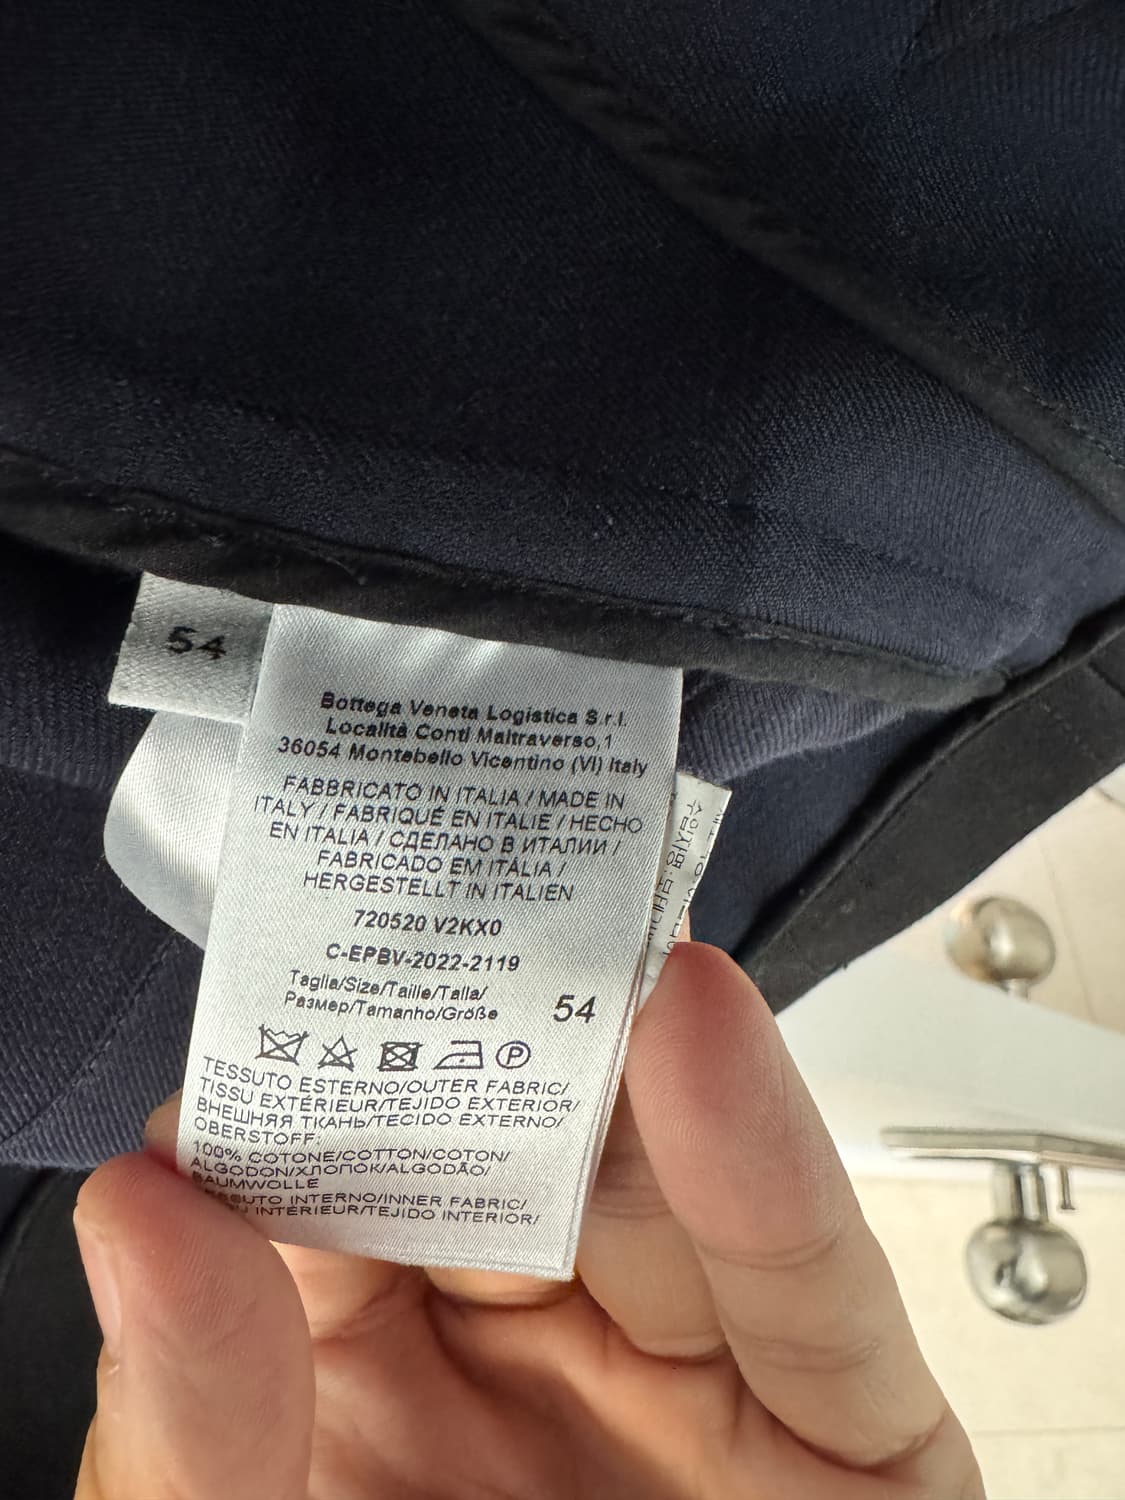 54
Bottega Veneta Logistica S.r.l.
Località Conti Maltraverso,1
36054 Montebello Vicentino (VI) Italy
FABBRICATO IN ITALIA / MADE IN
ITALY / FABRIQUÉ EN ITALIE / HECHO
EN ITALIA / СДЕЛАНО В ИТАЛИИ /
FABRICADO EM ITÁLIA /
HERGESTELLT IN ITALIEN
720520 V2KX0
C-EPBV-2022-2119
Taglia/Size/Taille/Talla/
Размер/Tamanho/Größe 54
P
TESSUTO ESTERNO/OUTER FABRIC/
TISSU EXTÉRIEUR/TEJIDO EXTERIOR/
ВНЕШНЯЯ ТКАНЬ/TECIDO EXTERNO/
OBERSTOFF:
100% COTONE/COTTON/COTON/
ALGODON/ХЛОПОК/ALGODÃO/
BAUMWOLLE
INTERNO/INNER FABRIC/
INTÉRIEUR/TEJIDO INTERIOR/